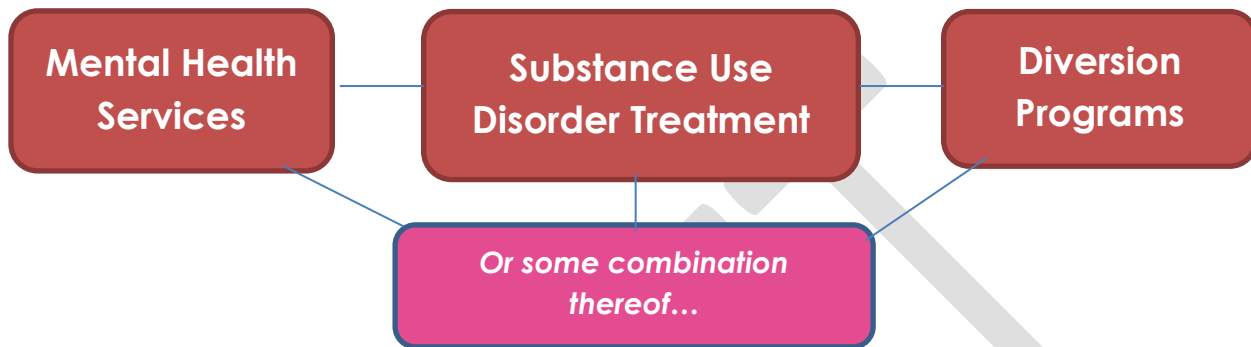 Mental Health
Services
Substance Use
Disorder Treatment
Diversion
Programs
Or some combination
thereof…